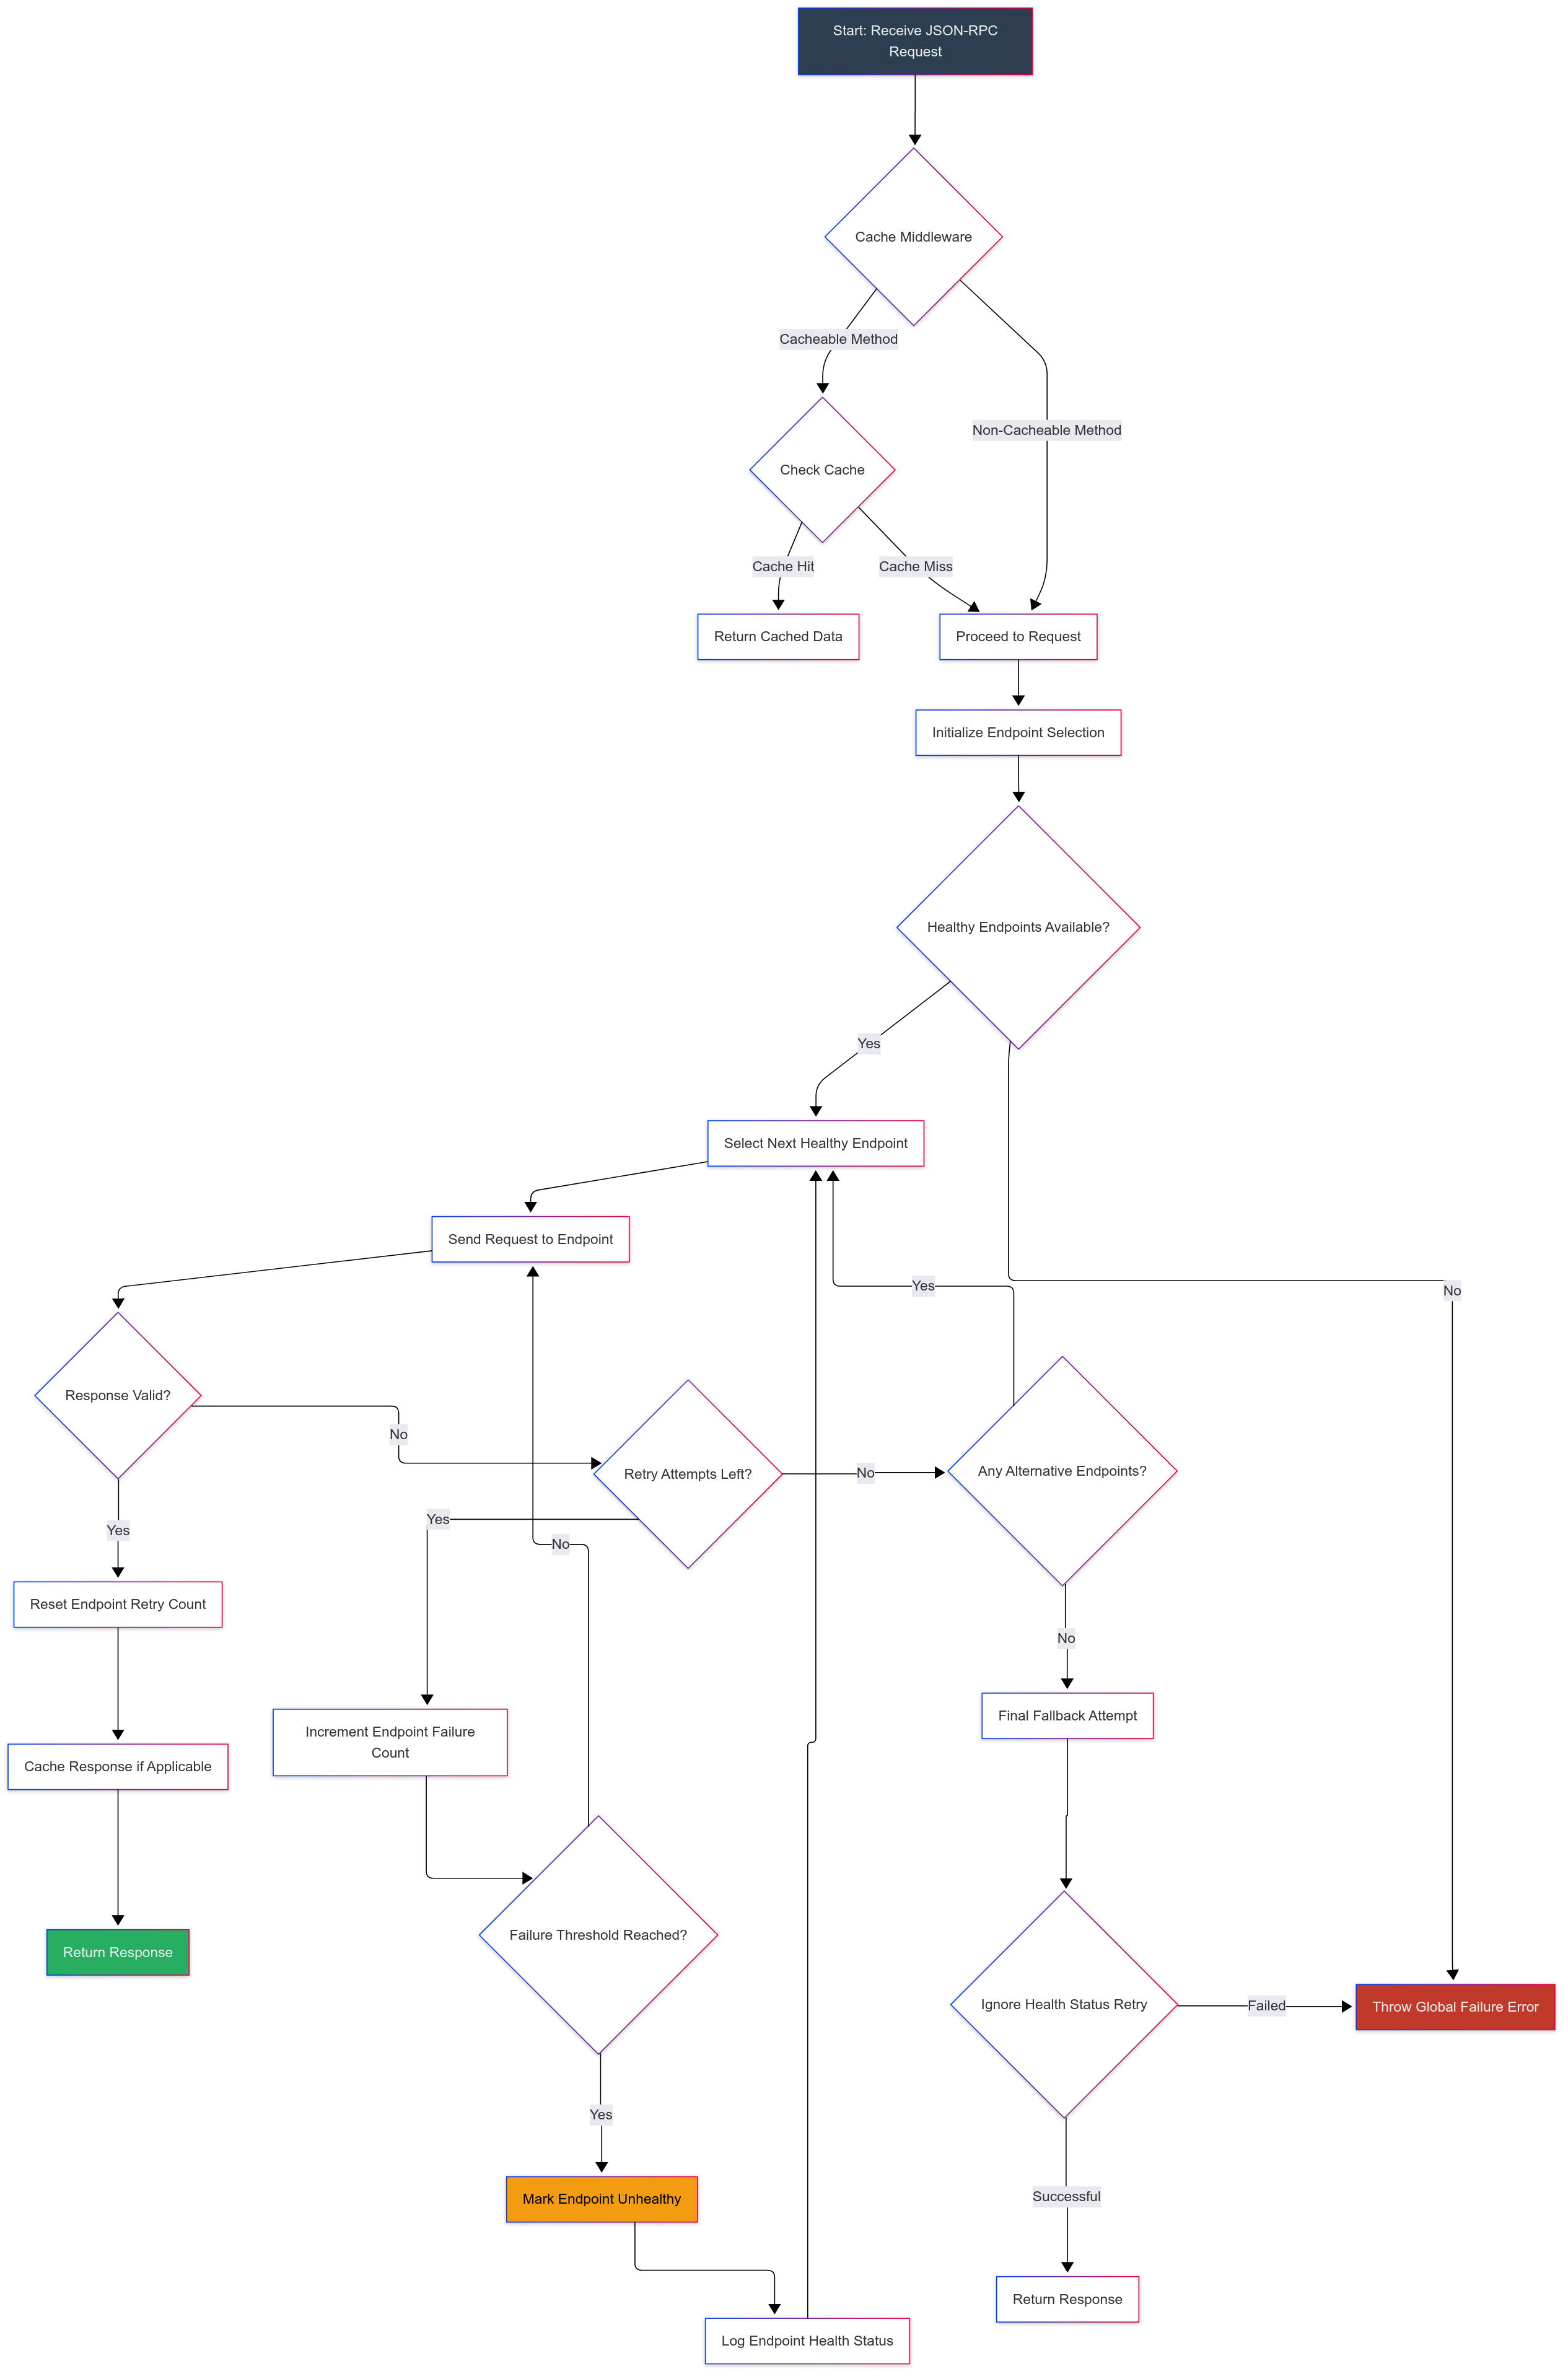 Start: Receive JSON-RPC
Request
Cache Middleware
Cacheable Method
Non-Cacheable Method
Check Cache
Cache Hit
Cache Miss
Return Cached Data
Proceed to Request
Initialize Endpoint Selection
Healthy Endpoints Available?
Yes
Select Next Healthy Endpoint
Send Request to Endpoint
Yes
No
Response Valid?
No
Retry Attempts Left?
No
Any Alternative Endpoints?
Yes
Yes
No
Reset Endpoint Retry Count
No
Increment Endpoint Failure
Count
Final Fallback Attempt
Cache Response if Applicable
Failure Threshold Reached?
Return Response
Ignore Health Status Retry
Failed
Throw Global Failure Error
Yes
Successful
Mark Endpoint Unhealthy
Return Response
Log Endpoint Health Status